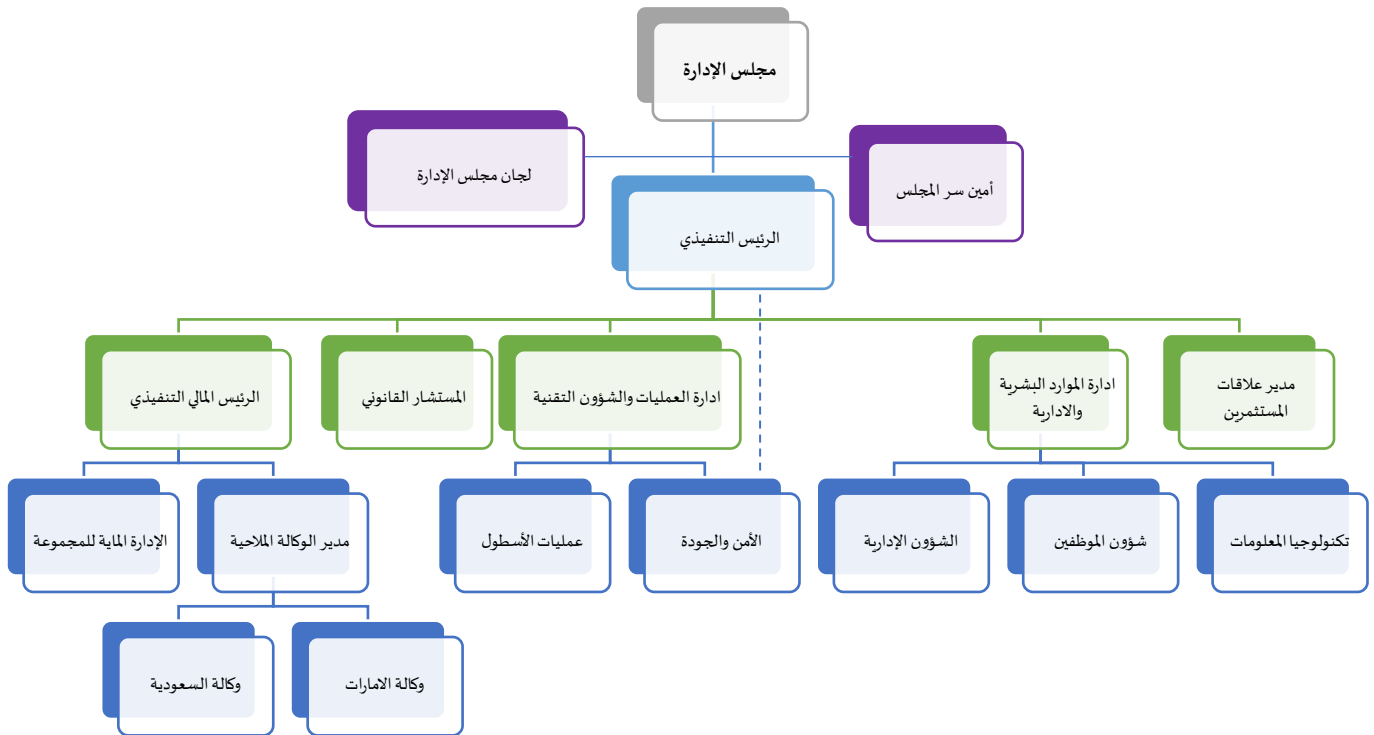 مجلس الإدارة
أمين سر المجلس
لجان مجلس الإدارة
الرئيس التنفيذي
مدير علاقات
المستثمرين
ادارة الموارد البشرية
والادارية
ادارة العمليات والشؤون التقنية
المستشار القانوني
الرئيس المالي التنفيذي
تكنولوجيا المعلومات
شؤون الموظفين
الشؤون الإدارية
الأمن والجودة
عمليات الأسطول
مدير الوكالة الملاحية
الإدارة الماية للمجموعة
وكالة الامارات
وكالة السعودية